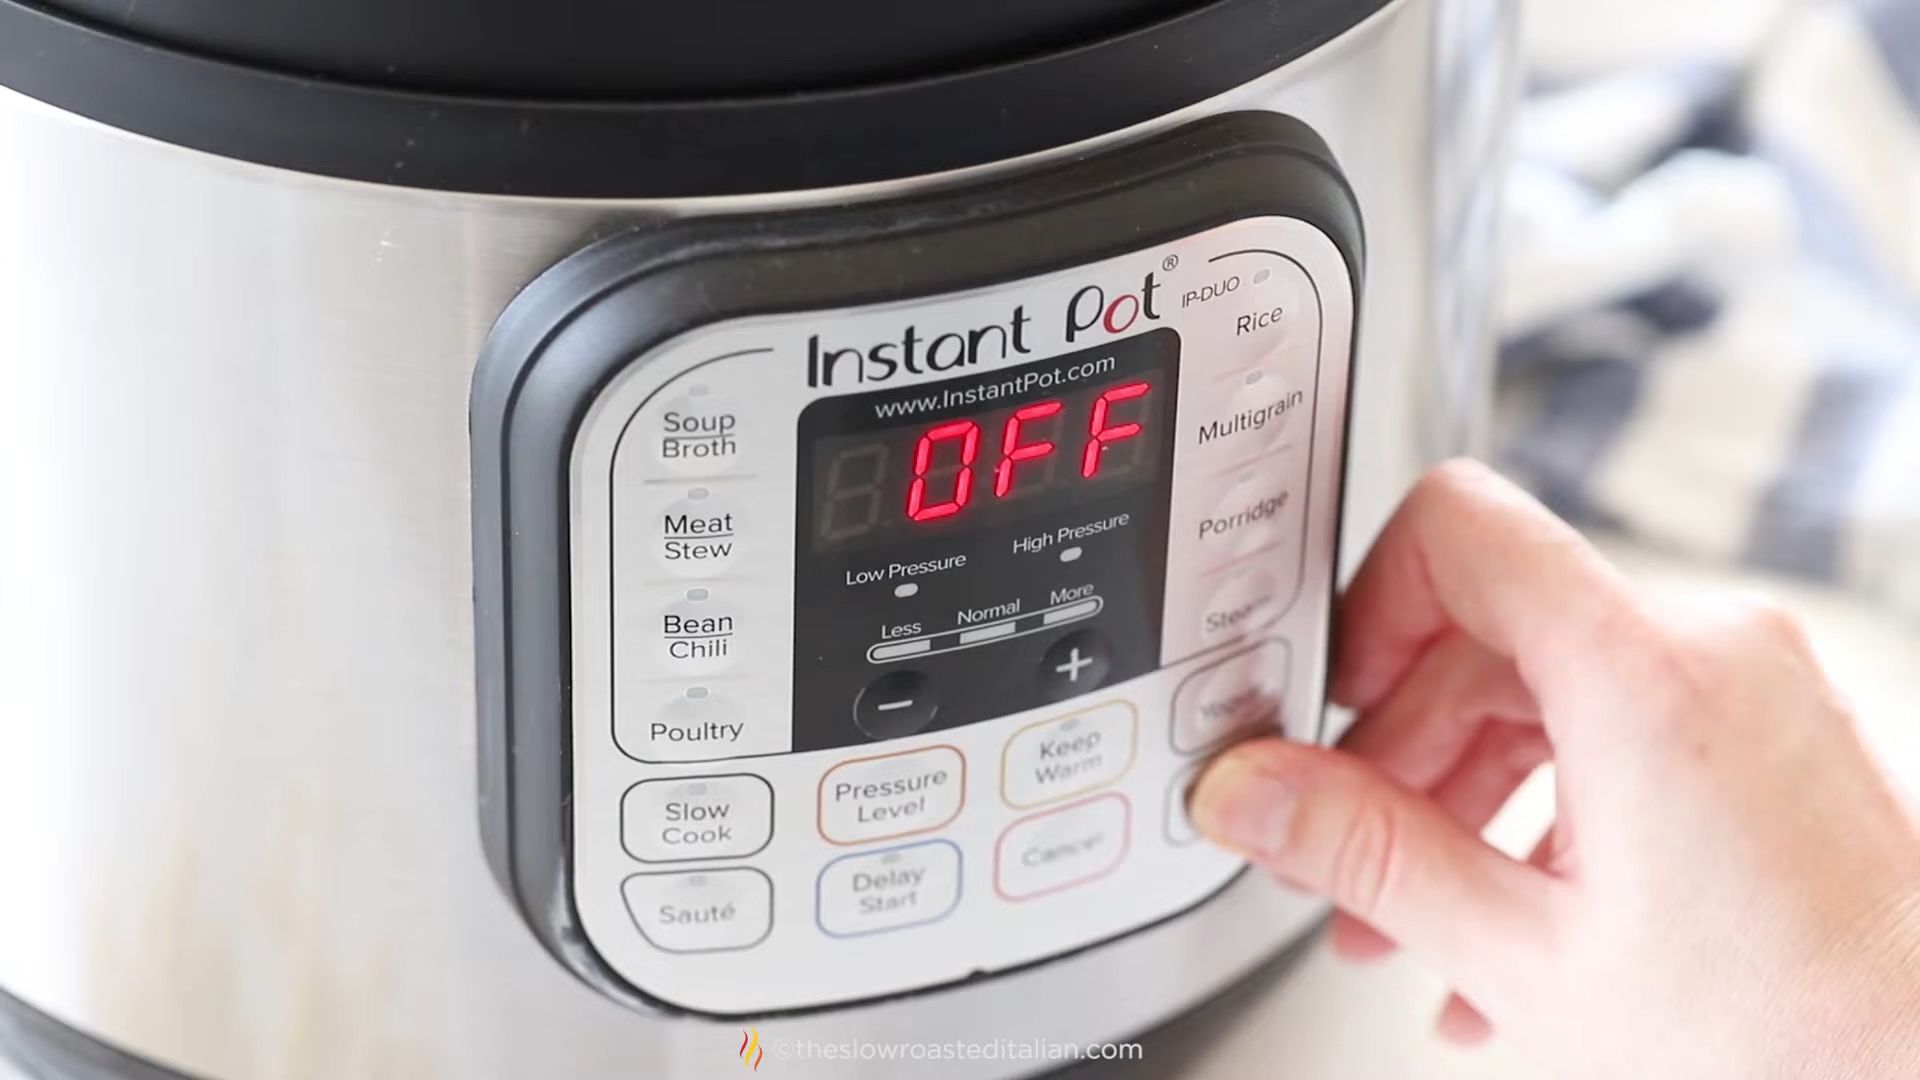 Instant Pot®
IP-DUO
www.InstantPot.com
OFF
Low Pressure
High Pressure
Less
Normal
More
−
+
Soup
Broth
Meat
Stew
Bean
Chili
Poultry
Rice
Multigrain
Porridge
Steam
Slow
Cook
Pressure
Level
Keep
Warm
Sauté
Delay
Start
Cancel
©theslowroasteditalian.com